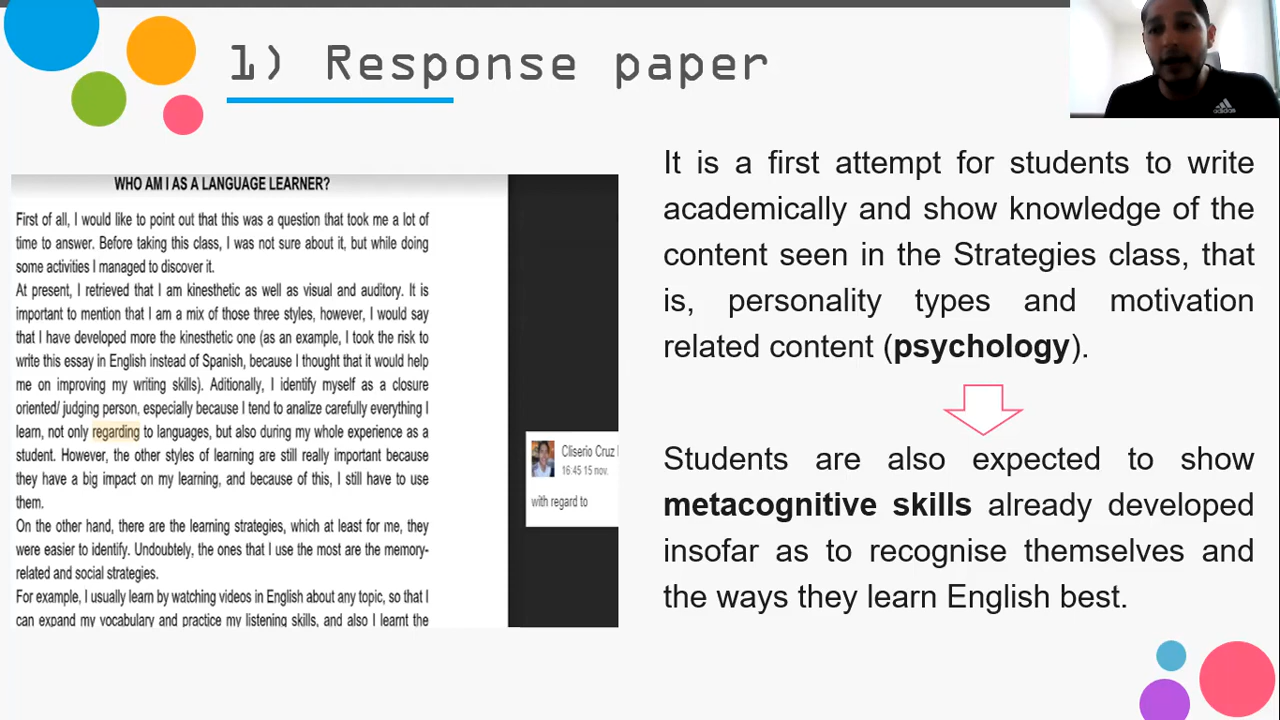 1) Response paper
adidas
WHO AM I AS A LANGUAGE LEARNER?
First of all, I would like to point out that this was a question that took me a lot of
time to answer. Before taking this class, I was not sure about it, but while doing
some activities I managed to discover it.
At present, I retrieved that I am kinesthetic as well as visual and auditory. It is
important to mention that I am a mix of those three styles, however, I would say
that I have developed more the kinesthetic one (as an example, I took the risk to
write this essay in English instead of Spanish, because I thought that it would help
me on improving my writing skills). Aditionally, I identify myself as a closure
oriented/ judging person, especially because I tend to analize carefully everything I
learn, not only regarding to languages, but also during my whole experience as a
student. However, the other styles of learning are still really important because
they have a big impact on my learning, and because of this, I still have to use
them.
On the other hand, there are the learning strategies, which at least for me, they
were easier to identify. Undoubtely, the ones that I use the most are the memory-
related and social strategies.
For example, I usually learn by watching videos in English about any topic, so that I
can expand my vocabulary and practice my listening skills, and also I learnt the
Cliserio Cruz
16:45 15 nov.
with regard to
It is a first attempt for students to write
academically and show knowledge of the
content seen in the Strategies class, that
is, personality types and motivation
related content (psychology).
Students are also expected to show
metacognitive skills already developed
insofar as to recognise themselves and
the ways they learn English best.